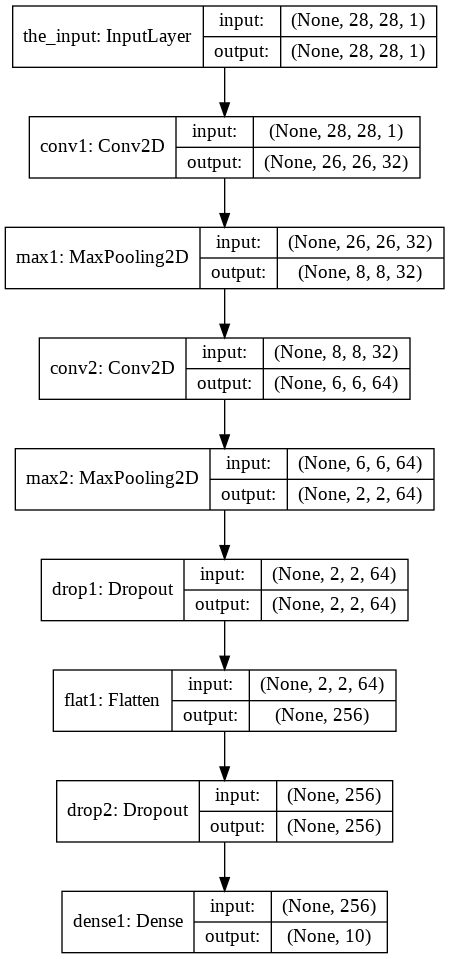 the_input: InputLayer
input: (None, 28, 28, 1)
output: (None, 28, 28, 1)
conv1: Conv2D
input: (None, 28, 28, 1)
output: (None, 26, 26, 32)
max1: MaxPooling2D
input: (None, 26, 26, 32)
output: (None, 8, 8, 32)
conv2: Conv2D
input: (None, 8, 8, 32)
output: (None, 6, 6, 64)
max2: MaxPooling2D
input: (None, 6, 6, 64)
output: (None, 2, 2, 64)
drop1: Dropout
input: (None, 2, 2, 64)
output: (None, 2, 2, 64)
flat1: Flatten
input: (None, 2, 2, 64)
output: (None, 256)
drop2: Dropout
input: (None, 256)
output: (None, 256)
dense1: Dense
input: (None, 256)
output: (None, 10)